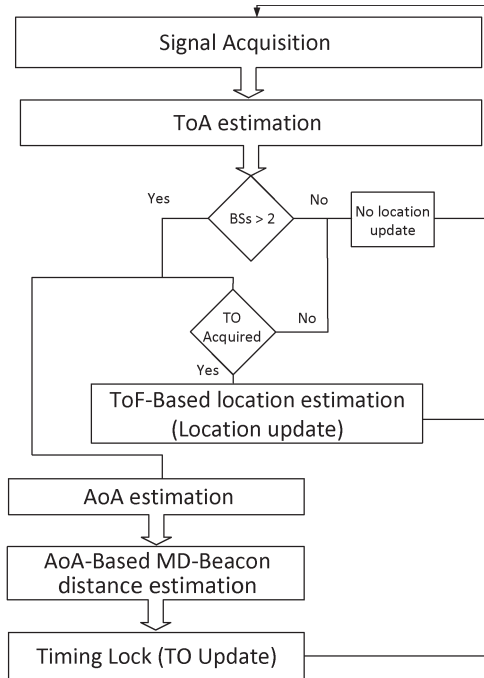 Signal Acquisition
ToA estimation
Yes
BSs > 2
No
No location
update
TO
Acquired
No
Yes
ToF-Based location estimation
(Location update)
AoA estimation
AoA-Based MD-Beacon
distance estimation
Timing Lock (TO Update)